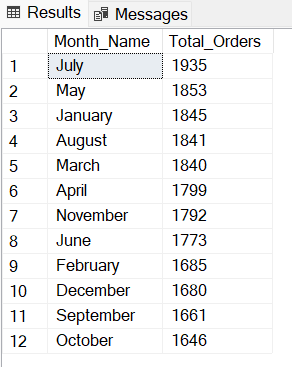 Results Messages
Month_Name Total_Orders
1 July 1935
2 May 1853
3 January 1845
4 August 1841
5 March 1840
6 April 1799
7 November 1792
8 June 1773
9 February 1685
10 December 1680
11 September 1661
12 October 1646